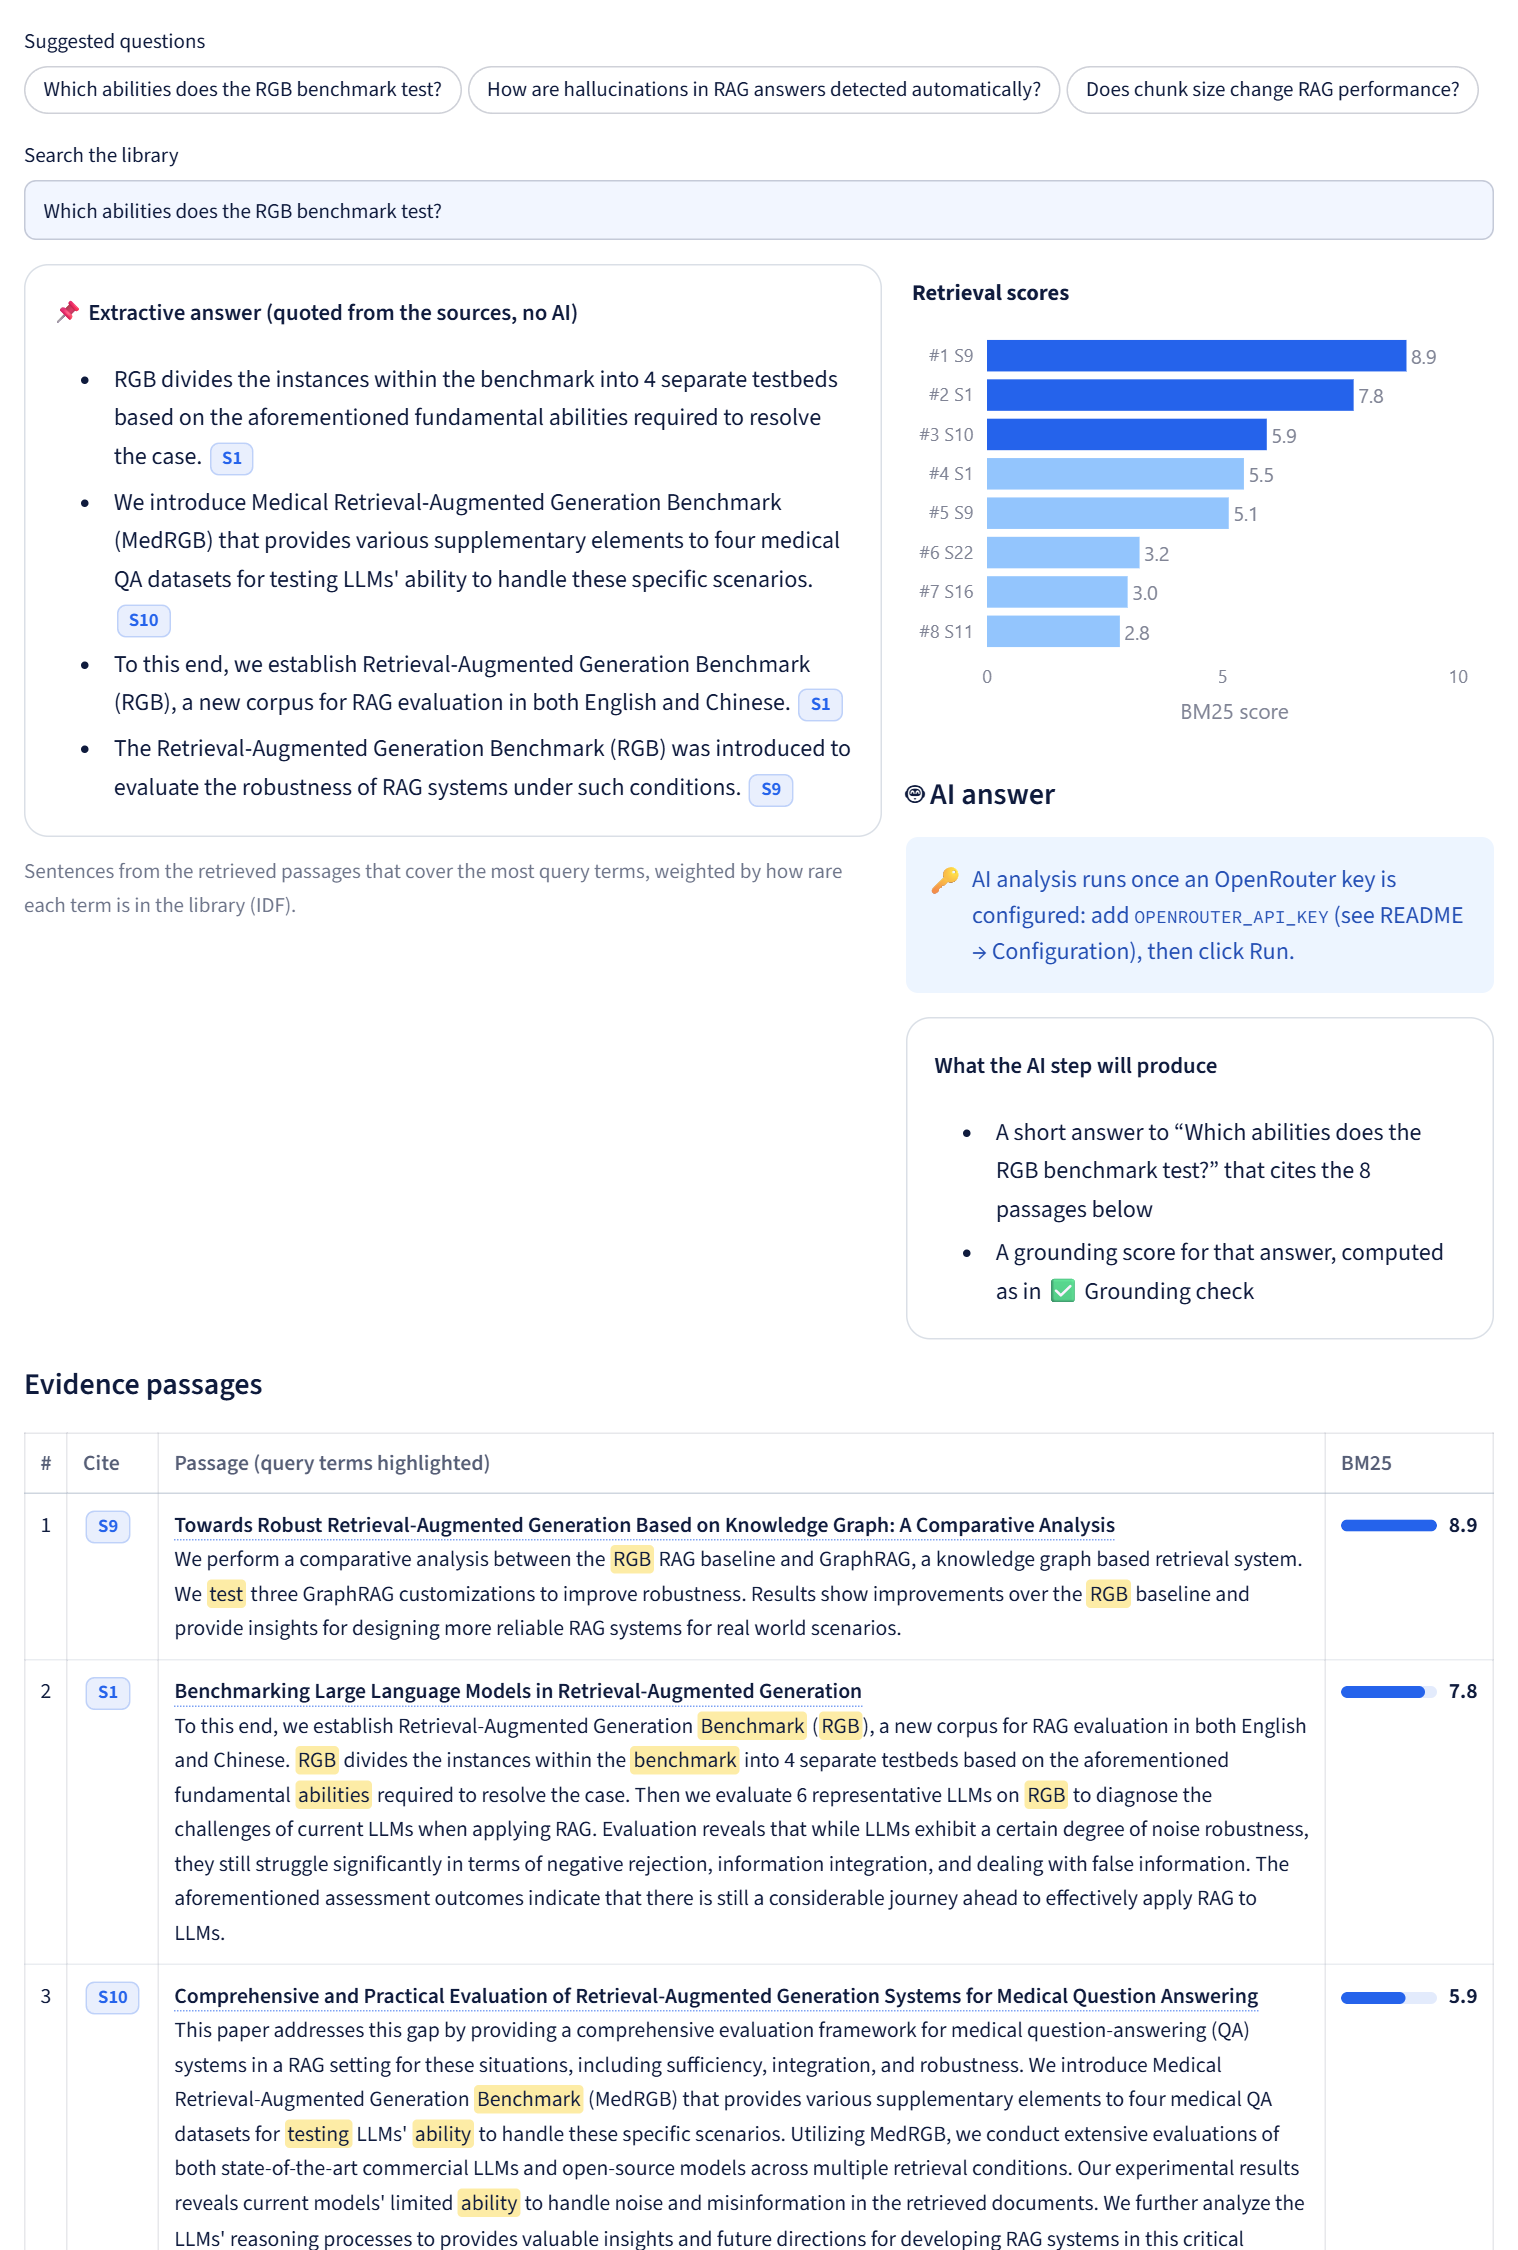 Suggested questions
Which abilities does the RGB benchmark test?
How are hallucinations in RAG answers detected automatically?
Does chunk size change RAG performance?
Search the library
Which abilities does the RGB benchmark test?
📌 Extractive answer (quoted from the sources, no AI)
• RGB divides the instances within the benchmark into 4 separate testbeds
based on the aforementioned fundamental abilities required to resolve
the case. S1
• We introduce Medical Retrieval-Augmented Generation Benchmark
(MedRGB) that provides various supplementary elements to four medical
QA datasets for testing LLMs' ability to handle these specific scenarios.
S10
• To this end, we establish Retrieval-Augmented Generation Benchmark
(RGB), a new corpus for RAG evaluation in both English and Chinese. S1
• The Retrieval-Augmented Generation Benchmark (RGB) was introduced to
evaluate the robustness of RAG systems under such conditions. S9
Sentences from the retrieved passages that cover the most query terms, weighted by how rare
each term is in the library (IDF).
Retrieval scores
#1 S9 8.9
#2 S1 7.8
#3 S10 5.9
#4 S1 5.5
#5 S9 5.1
#6 S22 3.2
#7 S16 3.0
#8 S11 2.8
0 5 10
BM25 score
AI answer
🔑 AI analysis runs once an OpenRouter key is
configured: add OPENROUTER_API_KEY (see README
→ Configuration), then click Run.
What the AI step will produce
• A short answer to “Which abilities does the
RGB benchmark test?” that cites the 8
passages below
• A grounding score for that answer, computed
as in ✅ Grounding check
Evidence passages
# Cite Passage (query terms highlighted) BM25
1 S9 Towards Robust Retrieval-Augmented Generation Based on Knowledge Graph: A Comparative Analysis 8.9
We perform a comparative analysis between the RGB RAG baseline and GraphRAG, a knowledge graph based retrieval system.
We test three GraphRAG customizations to improve robustness. Results show improvements over the RGB baseline and
provide insights for designing more reliable RAG systems for real world scenarios.
2 S1 Benchmarking Large Language Models in Retrieval-Augmented Generation 7.8
To this end, we establish Retrieval-Augmented Generation Benchmark (RGB), a new corpus for RAG evaluation in both English
and Chinese. RGB divides the instances within the benchmark into 4 separate testbeds based on the aforementioned
fundamental abilities required to resolve the case. Then we evaluate 6 representative LLMs on RGB to diagnose the
challenges of current LLMs when applying RAG. Evaluation reveals that while LLMs exhibit a certain degree of noise robustness,
they still struggle significantly in terms of negative rejection, information integration, and dealing with false information. The
aforementioned assessment outcomes indicate that there is still a considerable journey ahead to effectively apply RAG to
LLMs.
3 S10 Comprehensive and Practical Evaluation of Retrieval-Augmented Generation Systems for Medical Question Answering 5.9
This paper addresses this gap by providing a comprehensive evaluation framework for medical question-answering (QA)
systems in a RAG setting for these situations, including sufficiency, integration, and robustness. We introduce Medical
Retrieval-Augmented Generation Benchmark (MedRGB) that provides various supplementary elements to four medical QA
datasets for testing LLMs' ability to handle these specific scenarios. Utilizing MedRGB, we conduct extensive evaluations of
both state-of-the-art commercial LLMs and open-source models across multiple retrieval conditions. Our experimental results
reveals current models' limited ability to handle noise and misinformation in the retrieved documents. We further analyze the
LLMs' reasoning processes to provides valuable insights and future directions for developing RAG systems in this critical